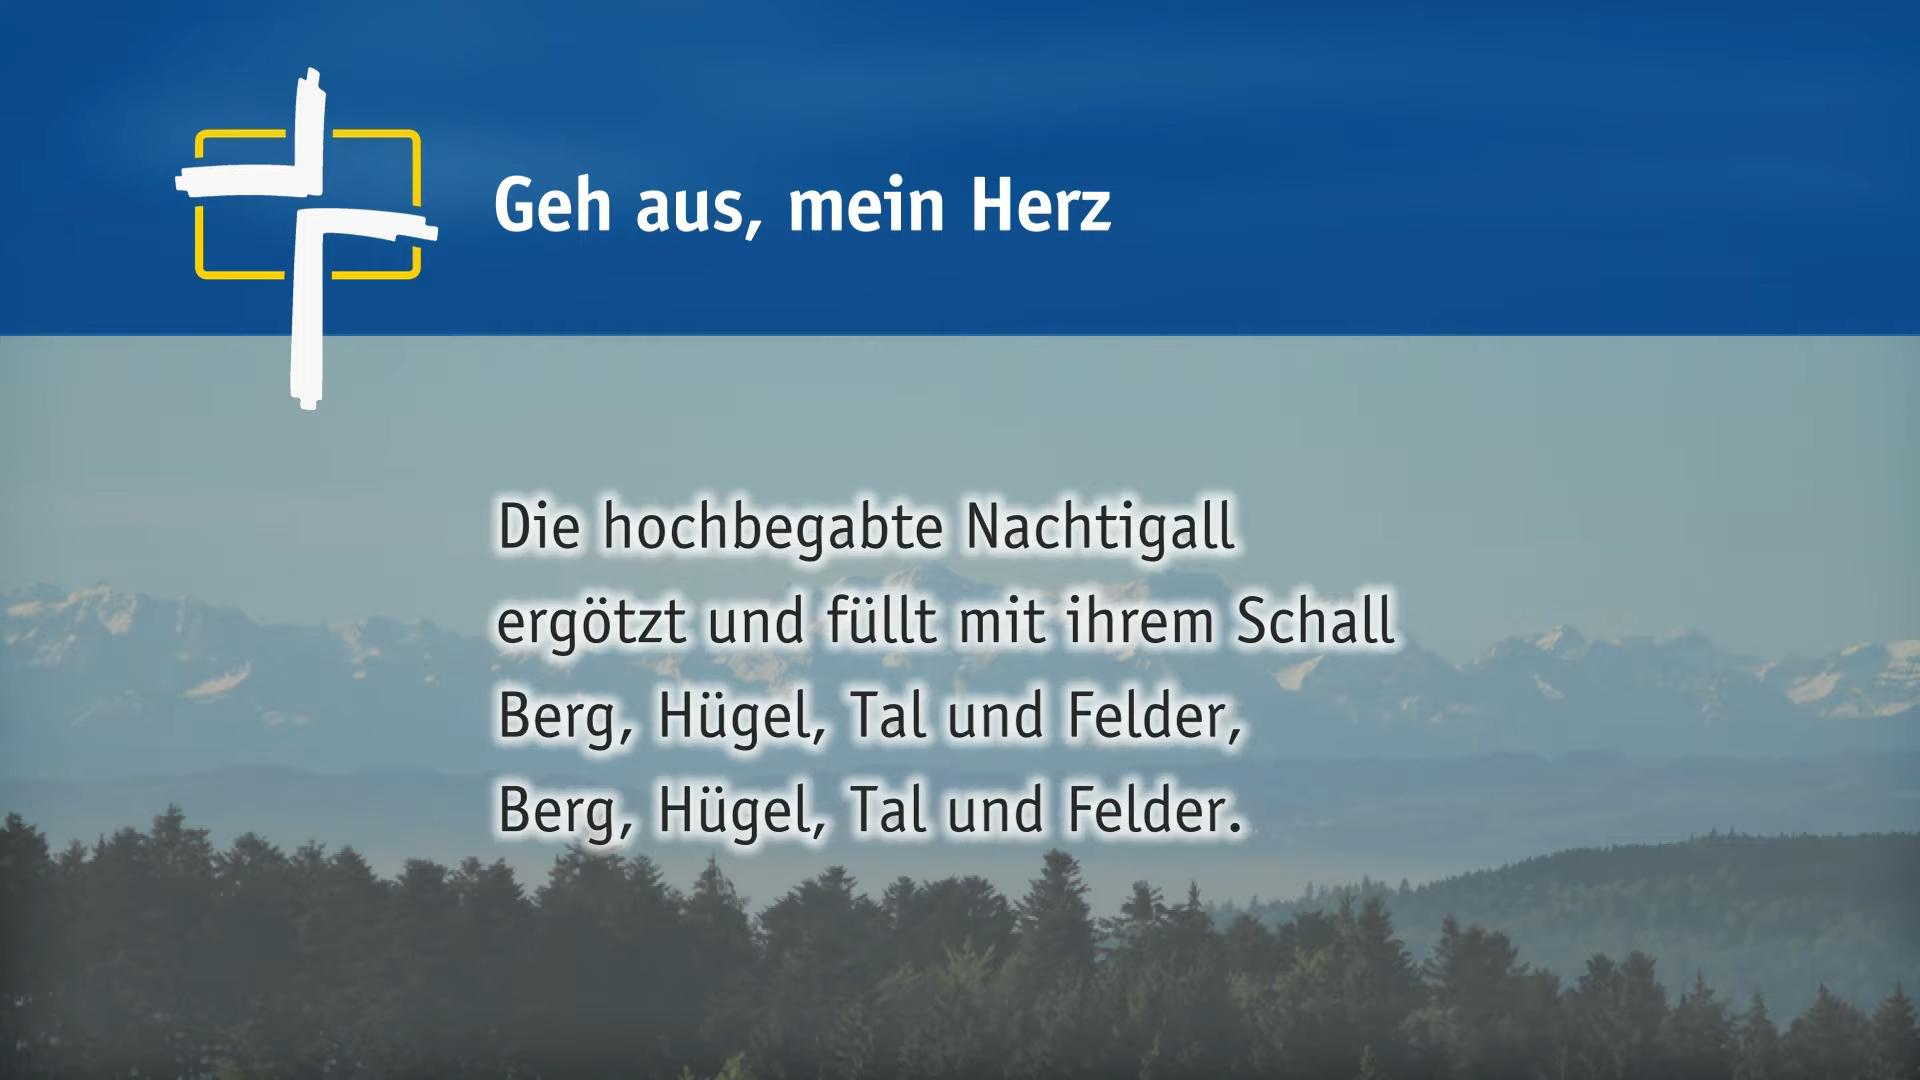 Geh aus, mein Herz
Die hochbegabte Nachtigall
ergötzt und füllt mit ihrem Schall
Berg, Hügel, Tal und Felder,
Berg, Hügel, Tal und Felder.